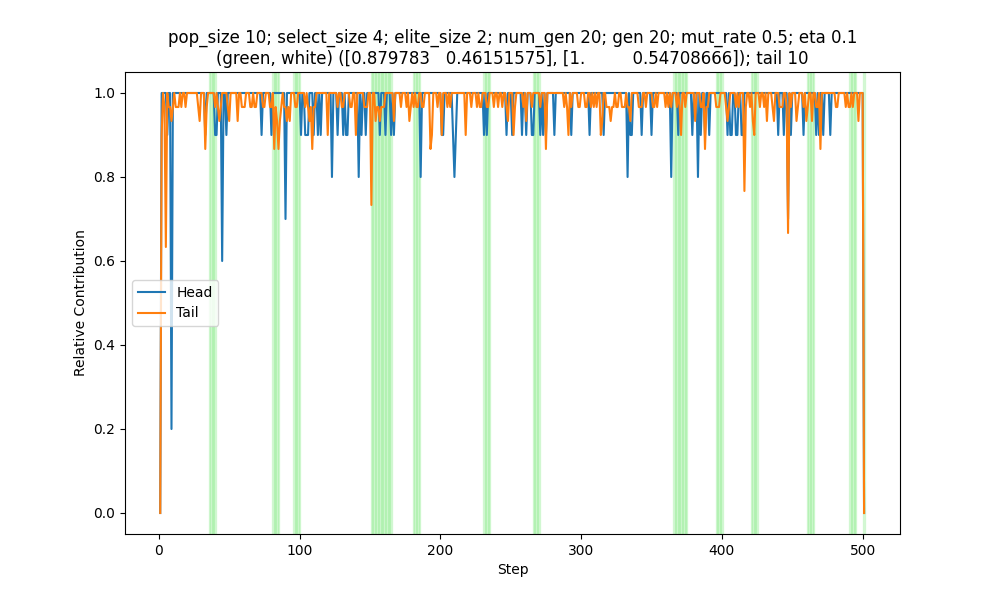 pop_size 10; select_size 4; elite_size 2; num_gen 20; gen 20; mut_rate 0.5; eta 0.1
(green, white) ([0.879783   0.46151575], [1.          0.54708666]); tail 10
1.0
0.8
0.6
0.4
0.2
0.0
Relative Contribution
Head
Tail
0
100
200
300
400
500
Step